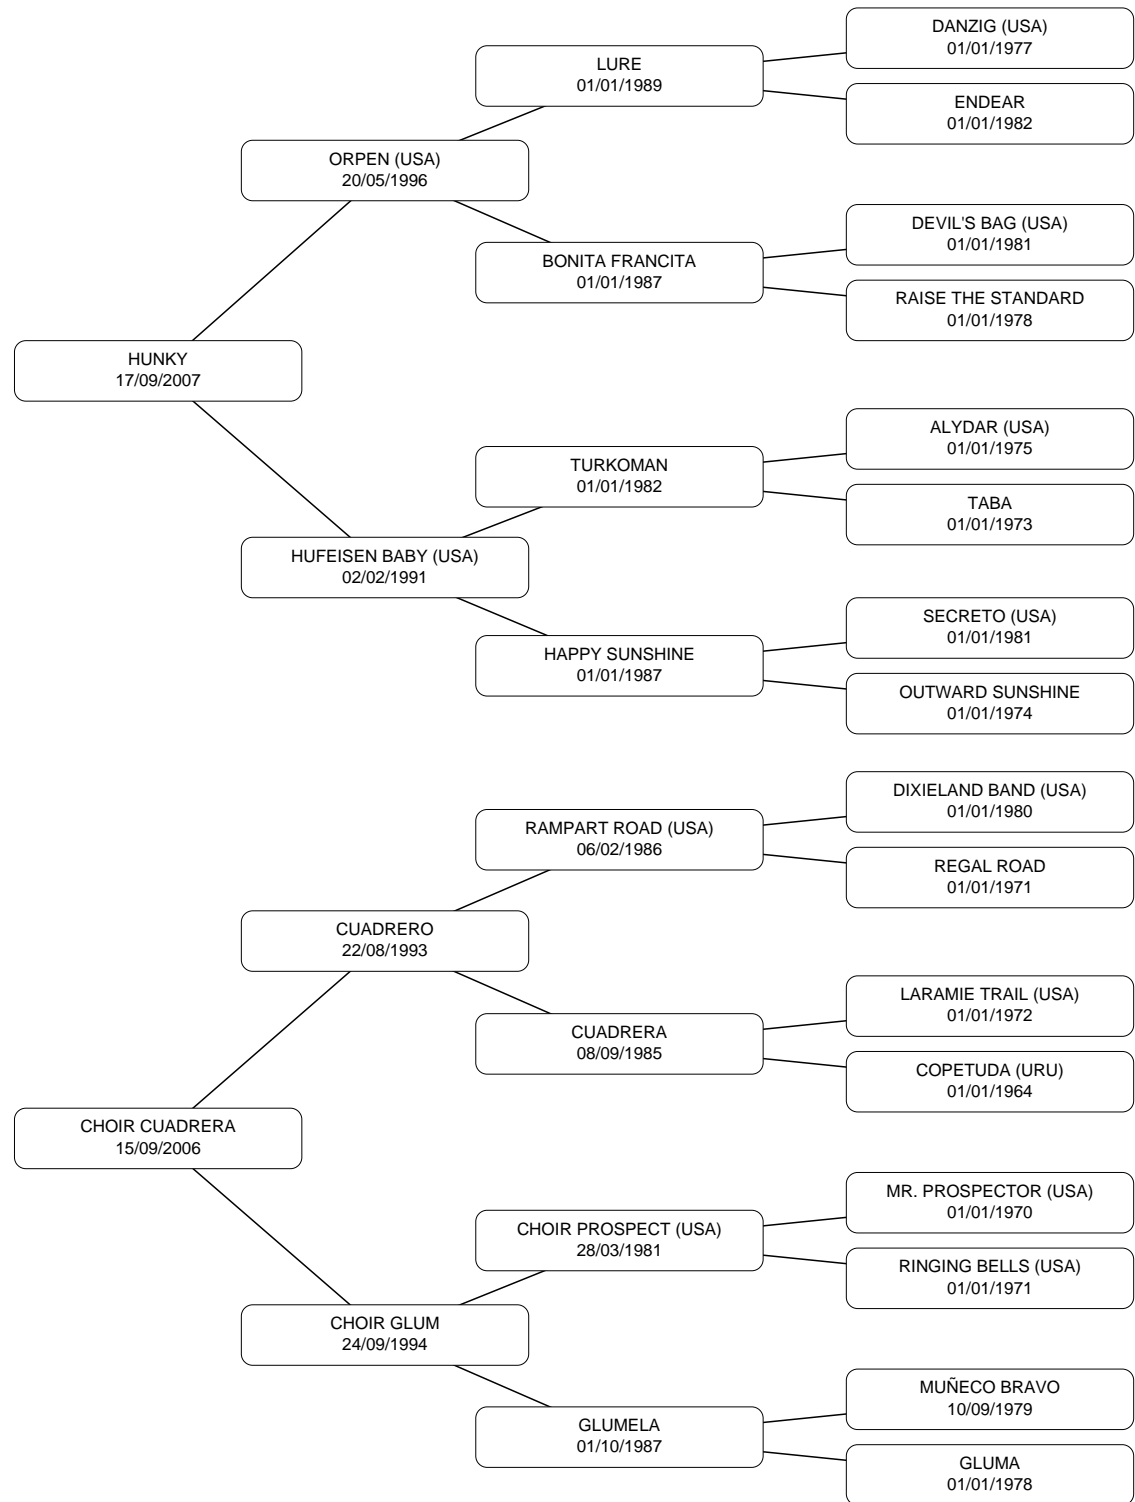 DANZIG (USA)
01/01/1977
LURE
01/01/1989
ENDEAR
01/01/1982
ORPEN (USA)
20/05/1996
DEVIL'S BAG (USA)
01/01/1981
BONITA FRANCITA
01/01/1987
RAISE THE STANDARD
01/01/1978
HUNKY
17/09/2007
ALYDAR (USA)
01/01/1975
TURKOMAN
01/01/1982
TABA
01/01/1973
HUFEISEN BABY (USA)
02/02/1991
SECRETO (USA)
01/01/1981
HAPPY SUNSHINE
01/01/1987
OUTWARD SUNSHINE
01/01/1974
DIXIELAND BAND (USA)
01/01/1980
RAMPART ROAD (USA)
06/02/1986
REGAL ROAD
01/01/1971
CUADRERO
22/08/1993
LARAMIE TRAIL (USA)
01/01/1972
CUADRERA
08/09/1985
COPETUDA (URU)
01/01/1964
CHOIR CUADRERA
15/09/2006
MR. PROSPECTOR (USA)
01/01/1970
CHOIR PROSPECT (USA)
28/03/1981
RINGING BELLS (USA)
01/01/1971
CHOIR GLUM
24/09/1994
MUÑECO BRAVO
10/09/1979
GLUMELA
01/10/1987
GLUMA
01/01/1978